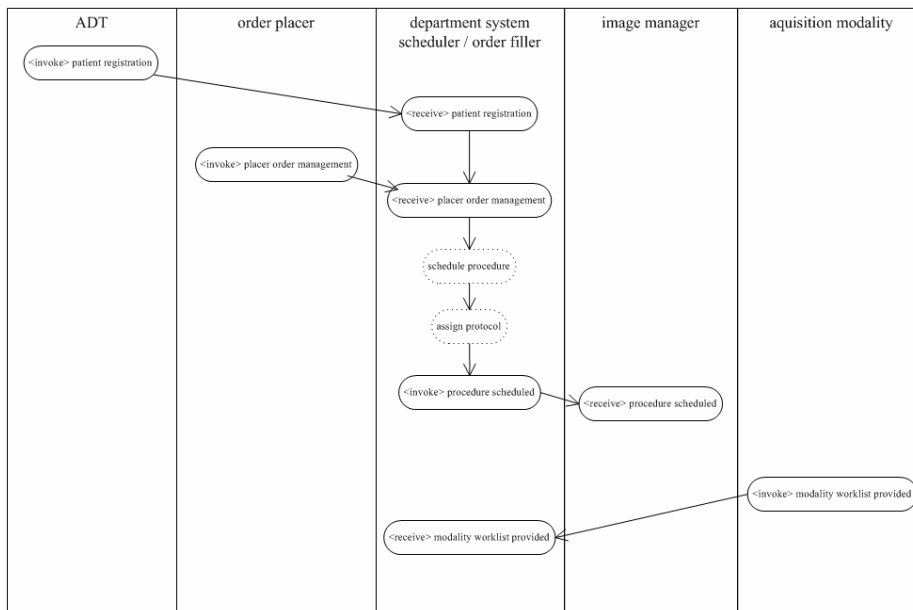 ADT
order placer
department system
scheduler / order filler
image manager
aquisition modality
<invoke> patient registration
<receive> patient registration
<invoke> placer order management
<receive> placer order management
schedule procedure
assign protocol
<invoke> procedure scheduled
<receive> procedure scheduled
<invoke> modality worklist provided
<receive> modality worklist provided